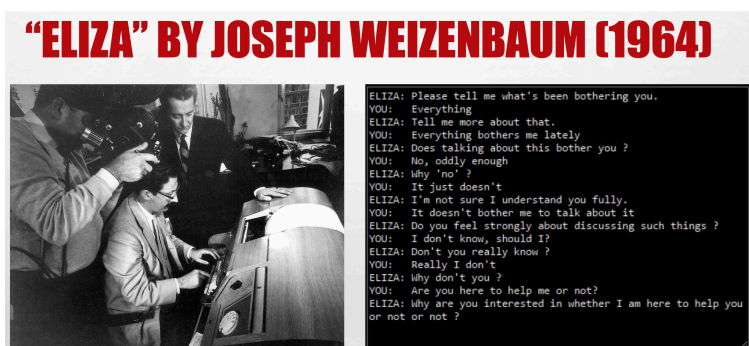 “ELIZA” BY JOSEPH WEIZENBAUM (1964)
ELIZA: Please tell me what's been bothering you.
YOU: Everything
ELIZA: Tell me more about that.
YOU: Everything bothers me lately
ELIZA: Does talking about this bother you ?
YOU: No, oddly enough
ELIZA: Why 'no' ?
YOU: It just doesn't
ELIZA: I'm not sure I understand you fully.
YOU: It doesn't bother me to talk about it
ELIZA: Do you feel strongly about discussing such things ?
YOU: I don't know, should I?
ELIZA: Don't you really know ?
YOU: Really I don't
ELIZA: Why don't you ?
YOU: Are you here to help me or not?
ELIZA: Why are you interested in whether I am here to help you
or not or not ?